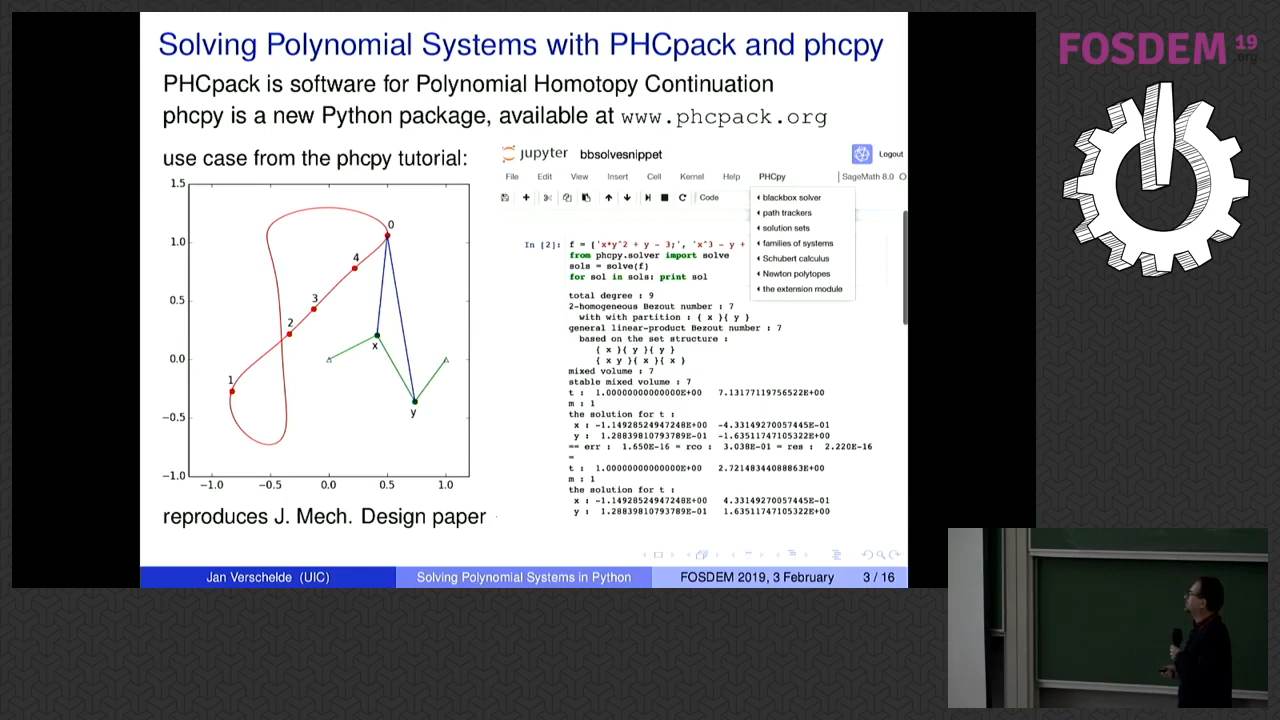 Solving Polynomial Systems with PHCpack and phcpy
PHCpack is software for Polynomial Homotopy Continuation
phcpy is a new Python package, available at www.phcpack.org
use case from the phcpy tutorial:
1.5
1.0
0.5
0.0
−0.5
−1.0
−1.0
−0.5
0.0
0.5
1.0
0
4
3
2
1
x
y
reproduces J. Mech. Design paper
jupyter bbsolvesnippet
Logout
File Edit View Insert Cell Kernel Help PHCpy
SageMath 8.0
Code
blackbox solver
path trackers
solution sets
families of systems
Schubert calculus
Newton polytopes
the extension module
In [2]: f = ['x*y^2 + y - 3;', 'x^3 - y +
from phcpy.solver import solve
sols = solve(f)
for sol in sols: print sol
total degree : 9
2-homogeneous Bezout number : 7
with with partition : { x }{ y }
general linear-product Bezout number : 7
based on the set structure :
{ x }{ y }{ y }
{ x y }{ x }{ x }
mixed volume : 7
stable mixed volume : 7
t : 1.00000000000000E+00 7.13177119756522E+00
m : 1
the solution for t :
x : -1.14928524947248E+00 -4.33149270057445E-01
y : 1.28839810793789E-01 -1.63511747105322E+00
== err : 1.650E-16 = rco : 3.038E-01 = res : 2.220E-16
=
t : 1.00000000000000E+00 2.72148344088863E+00
m : 1
the solution for t :
x : -1.14928524947248E+00 4.33149270057445E-01
y : 1.28839810793789E-01 1.63511747105322E+00
Jan Verschelde (UIC) Solving Polynomial Systems in Python FOSDEM 2019, 3 February 3 / 16
FOSDEM 19
.org